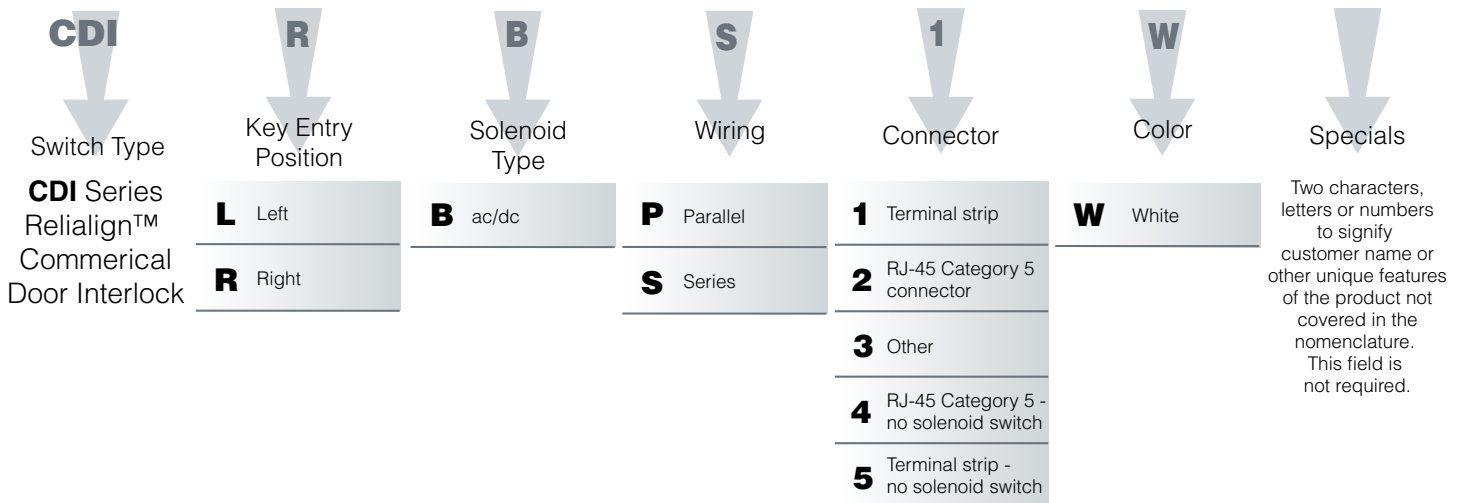 CDI
R
B
S
1
W
Switch Type
CDI Series
Relialign™
Commerical
Door Interlock
Key Entry
Position
L Left
R Right
Solenoid
Type
B ac/dc
Wiring
P Parallel
S Series
Connector
1 Terminal strip
2 RJ-45 Category 5
connector
3 Other
4 RJ-45 Category 5 -
no solenoid switch
5 Terminal strip -
no solenoid switch
Color
W White
Specials
Two characters,
letters or numbers
to signify
customer name or
other unique features
of the product not
covered in the
nomenclature.
This field is
not required.